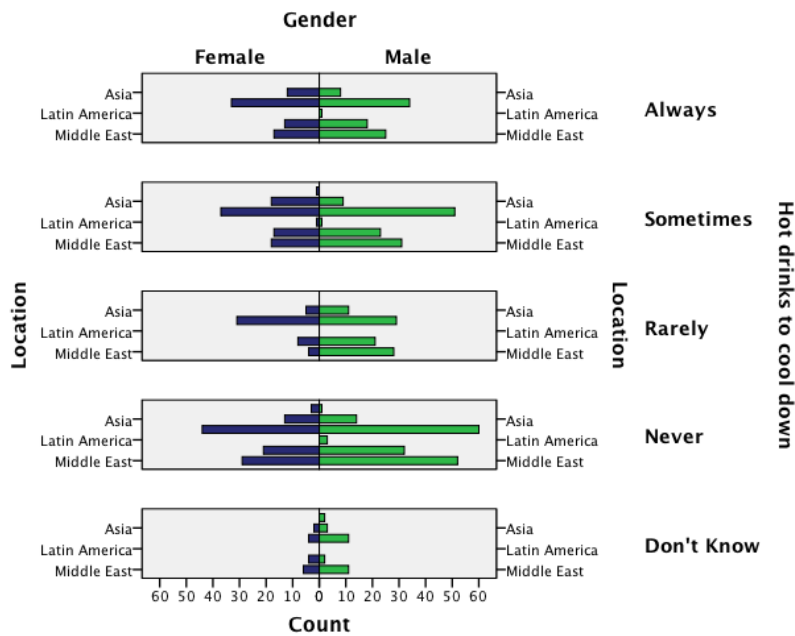 Gender
Female Male
Asia Asia
Latin America Latin America
Middle East Middle East
Always
Asia Asia
Latin America Latin America
Middle East Middle East
Sometimes
Asia Asia
Latin America Latin America
Middle East Middle East
Rarely
Asia Asia
Latin America Latin America
Middle East Middle East
Never
Asia Asia
Latin America Latin America
Middle East Middle East
Don't Know
60 50 40 30 20 10 0 10 20 30 40 50 60
Count
Location
Location
Hot drinks to cool down